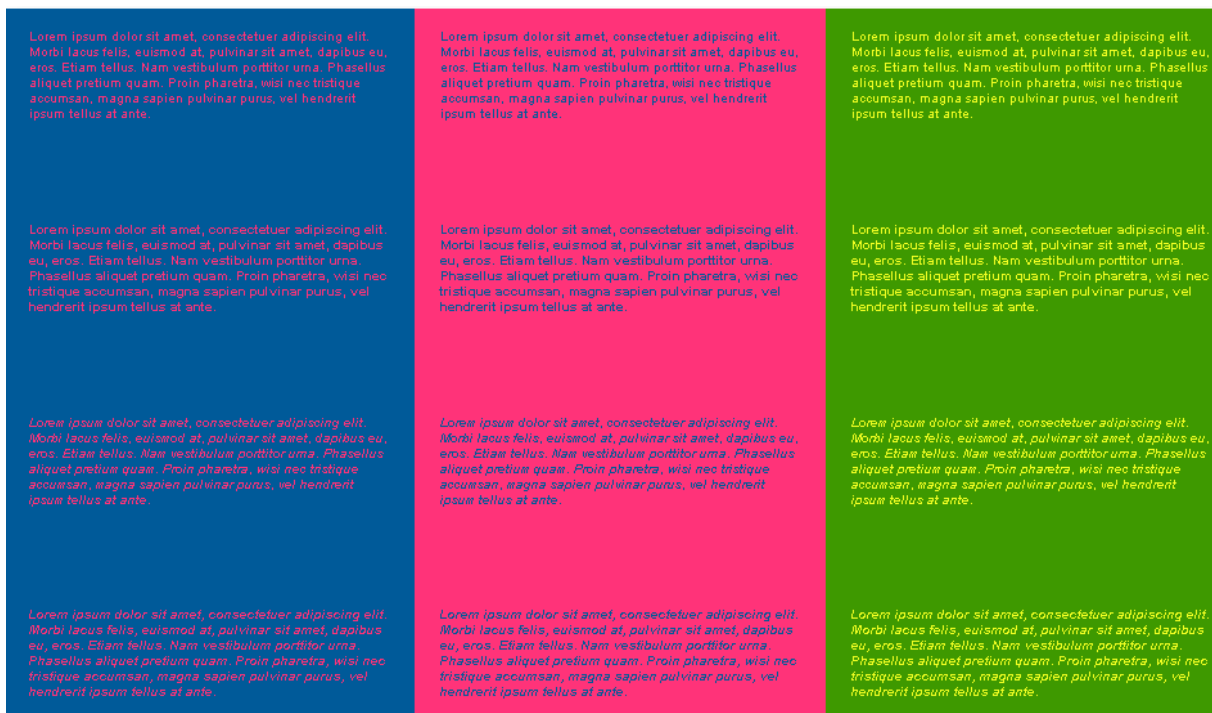 Lorem ipsum dolor sit amet, consectetuer adipiscing elit.
Morbi lacus felis, euismod at, pulvinar sit amet, dapibus eu,
eros. Etiam tellus. Nam vestibulum porttitor urna. Phasellus
aliquet pretium quam. Proin pharetra, wisi nec tristique
accumsan, magna sapien pulvinar purus, vel hendrerit
ipsum tellus at ante.
Lorem ipsum dolor sit amet, consectetuer adipiscing elit.
Morbi lacus felis, euismod at, pulvinar sit amet, dapibus
eu, eros. Etiam tellus. Nam vestibulum porttitor urna.
Phasellus aliquet pretium quam. Proin pharetra, wisi nec
tristique accumsan, magna sapien pulvinar purus, vel
hendrerit ipsum tellus at ante.
Lorem ipsum dolor sit amet, consectetuer adipiscing elit.
Morbi lacus felis, euismod at, pulvinar sit amet, dapibus eu,
eros. Etiam tellus. Nam vestibulum porttitor urna. Phasellus
aliquet pretium quam. Proin pharetra, wisi nec tristique
accumsan, magna sapien pulvinar purus, vel hendrerit
ipsum tellus at ante.
Lorem ipsum dolor sit amet, consectetuer adipiscing elit.
Morbi lacus felis, euismod at, pulvinar sit amet, dapibus
eu, eros. Etiam tellus. Nam vestibulum porttitor urna.
Phasellus aliquet pretium quam. Proin pharetra, wisi nec
tristique accumsan, magna sapien pulvinar purus, vel
hendrerit ipsum tellus at ante.
Lorem ipsum dolor sit amet, consectetuer adipiscing elit.
Morbi lacus felis, euismod at, pulvinar sit amet, dapibus eu,
eros. Etiam tellus. Nam vestibulum porttitor urna. Phasellus
aliquet pretium quam. Proin pharetra, wisi nec tristique
accumsan, magna sapien pulvinar purus, vel hendrerit
ipsum tellus at ante.
Lorem ipsum dolor sit amet, consectetuer adipiscing elit.
Morbi lacus felis, euismod at, pulvinar sit amet, dapibus
eu, eros. Etiam tellus. Nam vestibulum porttitor urna.
Phasellus aliquet pretium quam. Proin pharetra, wisi nec
tristique accumsan, magna sapien pulvinar purus, vel
hendrerit ipsum tellus at ante.
Lorem ipsum dolor sit amet, consectetuer adipiscing elit.
Morbi lacus felis, euismod at, pulvinar sit amet, dapibus eu,
eros. Etiam tellus. Nam vestibulum porttitor urna. Phasellus
aliquet pretium quam. Proin pharetra, wisi nec tristique
accumsan, magna sapien pulvinar purus, vel hendrerit
ipsum tellus at ante.
Lorem ipsum dolor sit amet, consectetuer adipiscing elit.
Morbi lacus felis, euismod at, pulvinar sit amet, dapibus
eu, eros. Etiam tellus. Nam vestibulum porttitor urna.
Phasellus aliquet pretium quam. Proin pharetra, wisi nec
tristique accumsan, magna sapien pulvinar purus, vel
hendrerit ipsum tellus at ante.
Lorem ipsum dolor sit amet, consectetuer adipiscing elit.
Morbi lacus felis, euismod at, pulvinar sit amet, dapibus eu,
eros. Etiam tellus. Nam vestibulum porttitor urna. Phasellus
aliquet pretium quam. Proin pharetra, wisi nec tristique
accumsan, magna sapien pulvinar purus, vel hendrerit
ipsum tellus at ante.
Lorem ipsum dolor sit amet, consectetuer adipiscing elit.
Morbi lacus felis, euismod at, pulvinar sit amet, dapibus
eu, eros. Etiam tellus. Nam vestibulum porttitor urna.
Phasellus aliquet pretium quam. Proin pharetra, wisi nec
tristique accumsan, magna sapien pulvinar purus, vel
hendrerit ipsum tellus at ante.
Lorem ipsum dolor sit amet, consectetuer adipiscing elit.
Morbi lacus felis, euismod at, pulvinar sit amet, dapibus eu,
eros. Etiam tellus. Nam vestibulum porttitor urna. Phasellus
aliquet pretium quam. Proin pharetra, wisi nec tristique
accumsan, magna sapien pulvinar purus, vel hendrerit
ipsum tellus at ante.
Lorem ipsum dolor sit amet, consectetuer adipiscing elit.
Morbi lacus felis, euismod at, pulvinar sit amet, dapibus
eu, eros. Etiam tellus. Nam vestibulum porttitor urna.
Phasellus aliquet pretium quam. Proin pharetra, wisi nec
tristique accumsan, magna sapien pulvinar purus, vel
hendrerit ipsum tellus at ante.